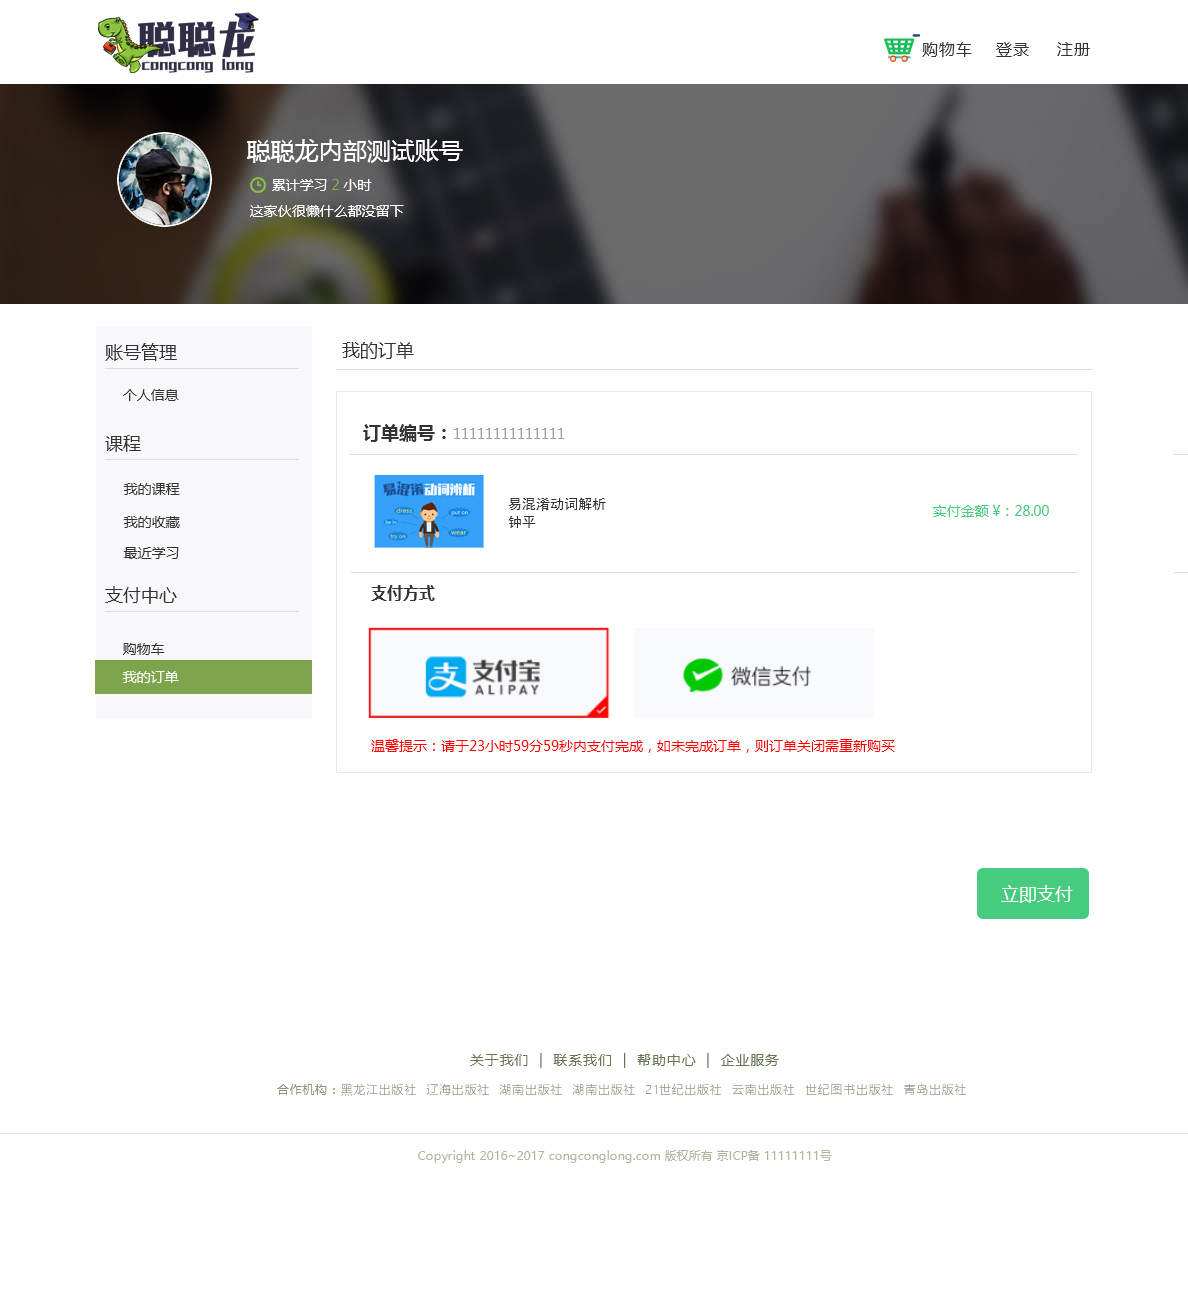 聪聪龙
congcong long
购物车 登录 注册
聪聪龙内部测试账号
累计学习 2 小时
这家伙很懒什么都没留下
账号管理
个人信息
课程
我的课程
我的收藏
最近学习
支付中心
购物车
我的订单
我的订单
订单编号：11111111111111
易混淆动词辨析
dress
put on
be in
try on
wear
易混淆动词解析
钟平
实付金额 ¥：28.00
支付方式
支付宝
ALIPAY
微信支付
温馨提示：请于23小时59分59秒内支付完成，如未完成订单，则订单关闭需重新购买
立即支付
关于我们 | 联系我们 | 帮助中心 | 企业服务
合作机构：黑龙江出版社 辽海出版社 湖南出版社 湖南出版社 21世纪出版社 云南出版社 世纪图书出版社 青岛出版社
Copyright 2016~2017 congconglong.com 版权所有 京ICP备 11111111号